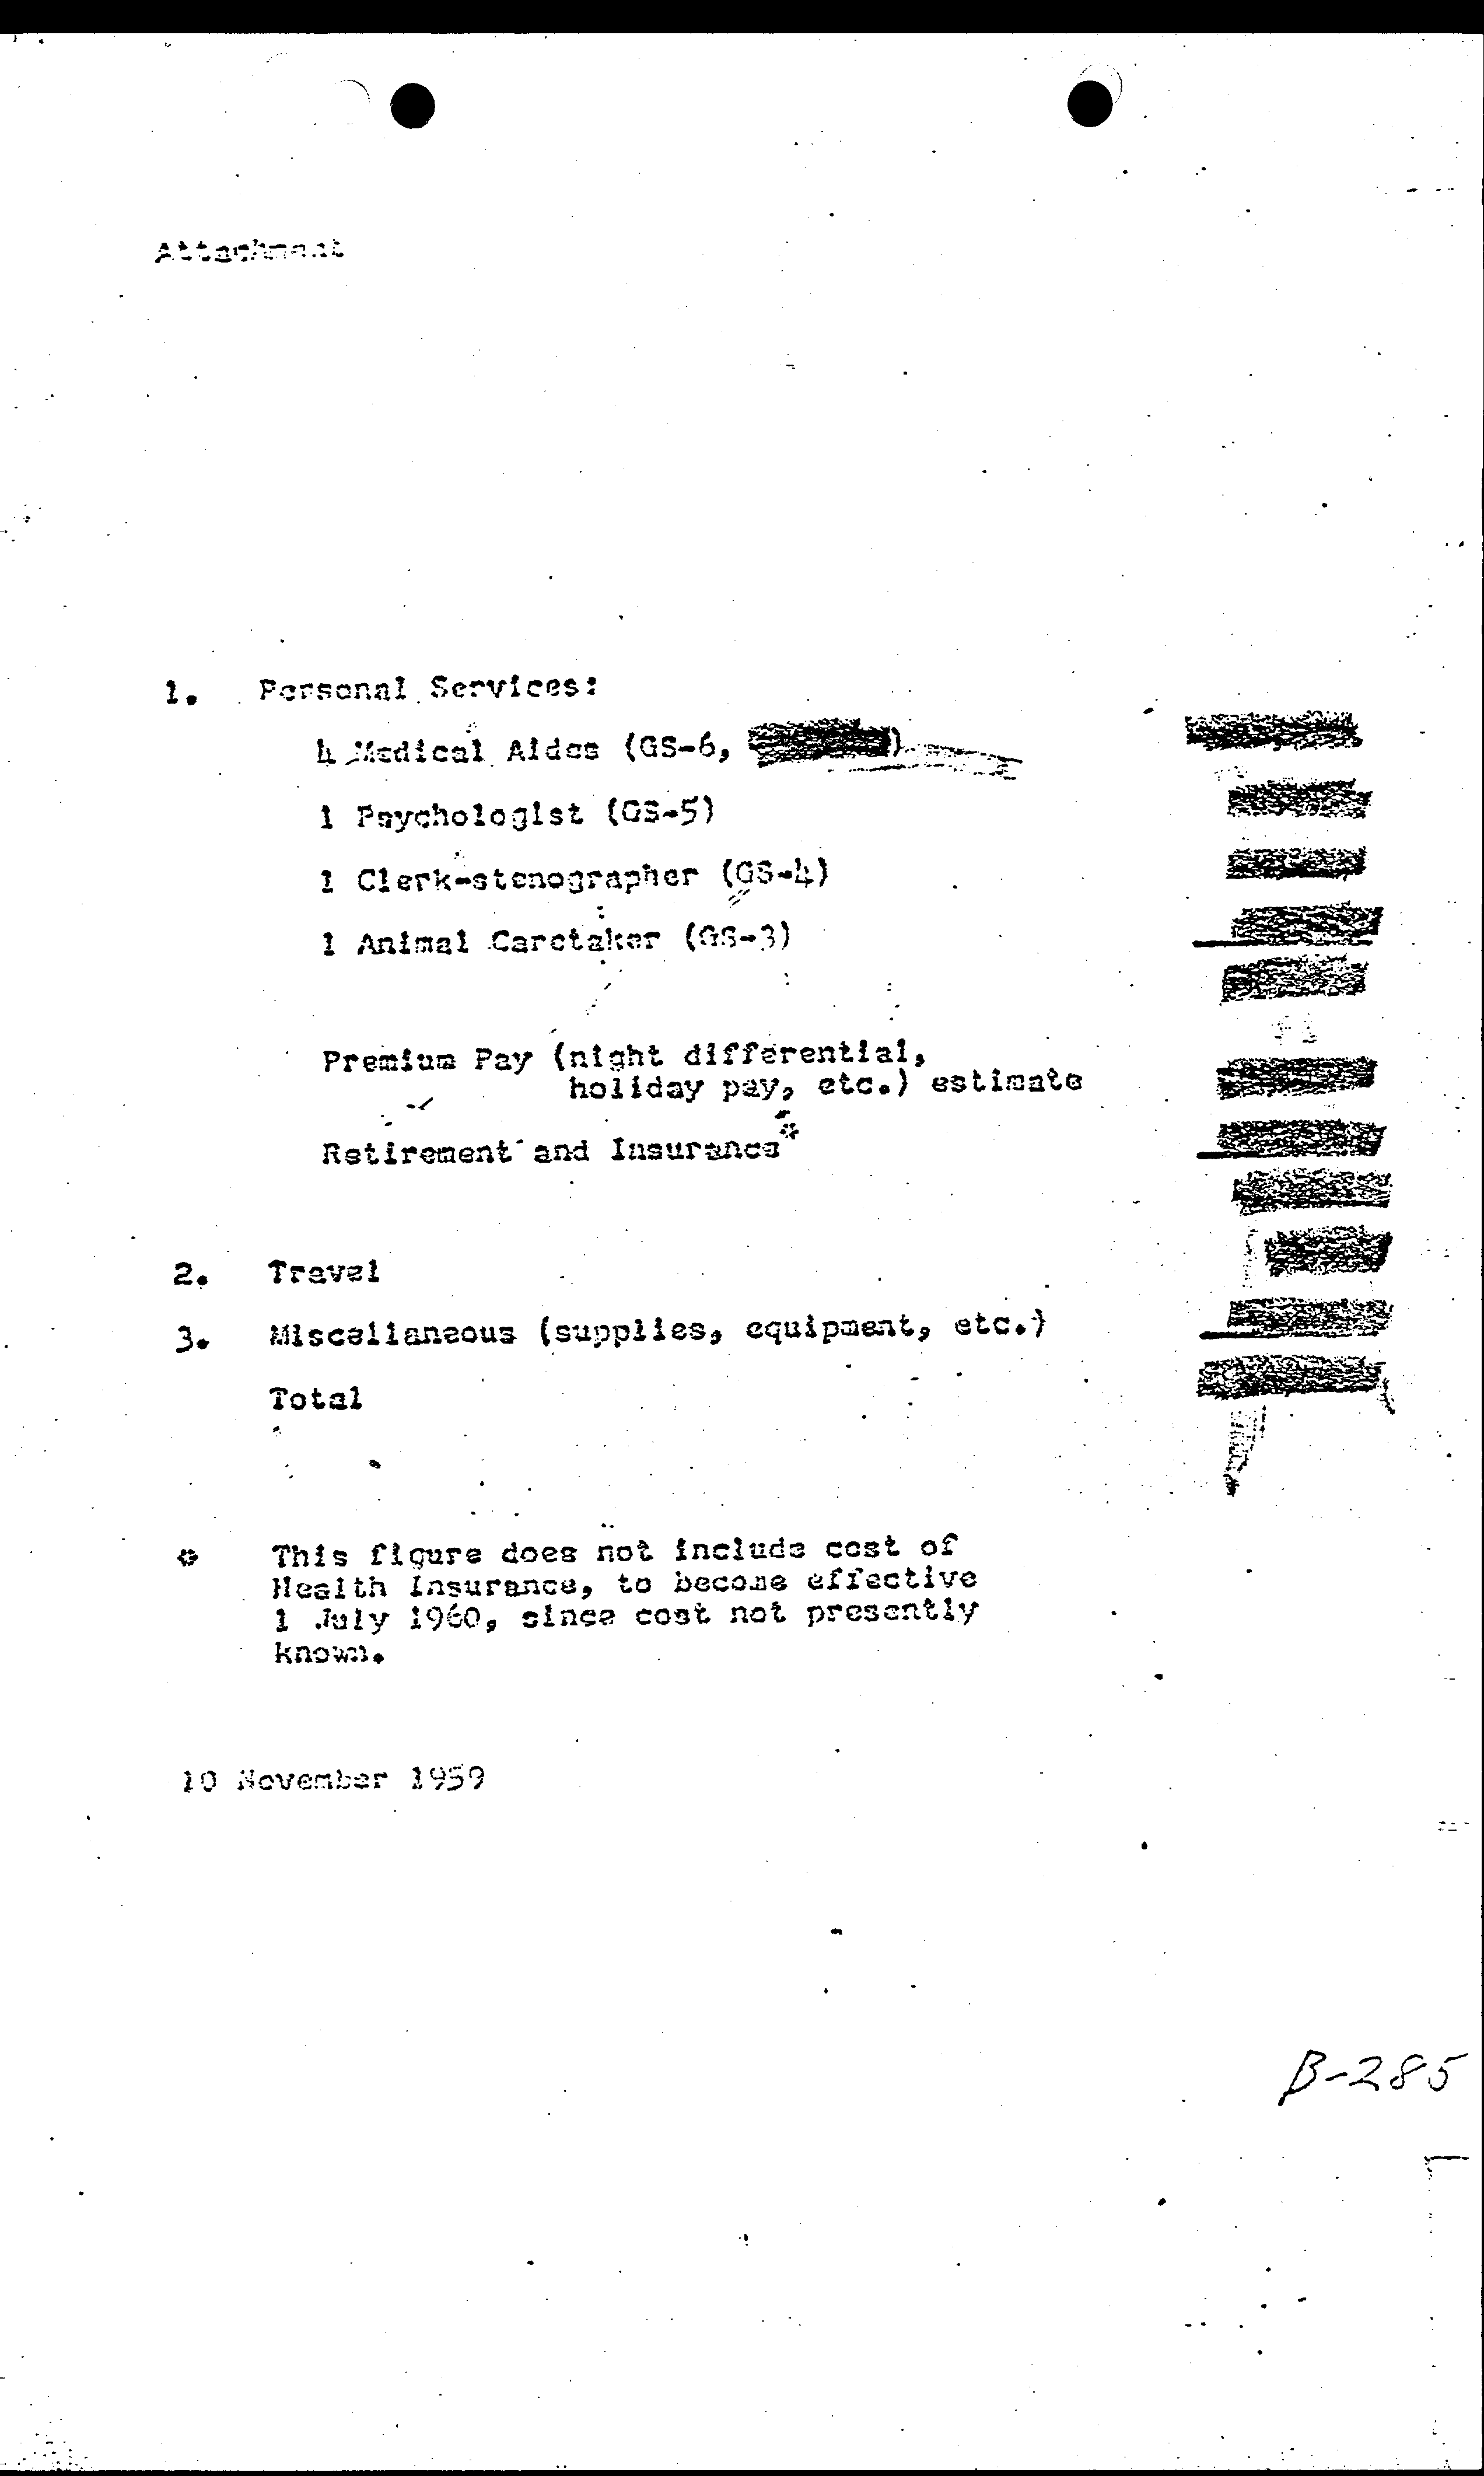 Attachment
1. Personal Services:
4 Medical Aides (GS-6, )
1 Psychologist (GS-5)
1 Clerk-stenographer (GS-4)
1 Animal Caretaker (GS-3)
Premium Pay (night differential,
holiday pay, etc.) estimate
Retirement and Insurance*
2. Travel
3. Miscellaneous (supplies, equipment, etc.)
Total
* This figure does not include cost of
Health Insurance, to become effective
1 July 1960, since cost not presently
known.
10 November 1959
B-285